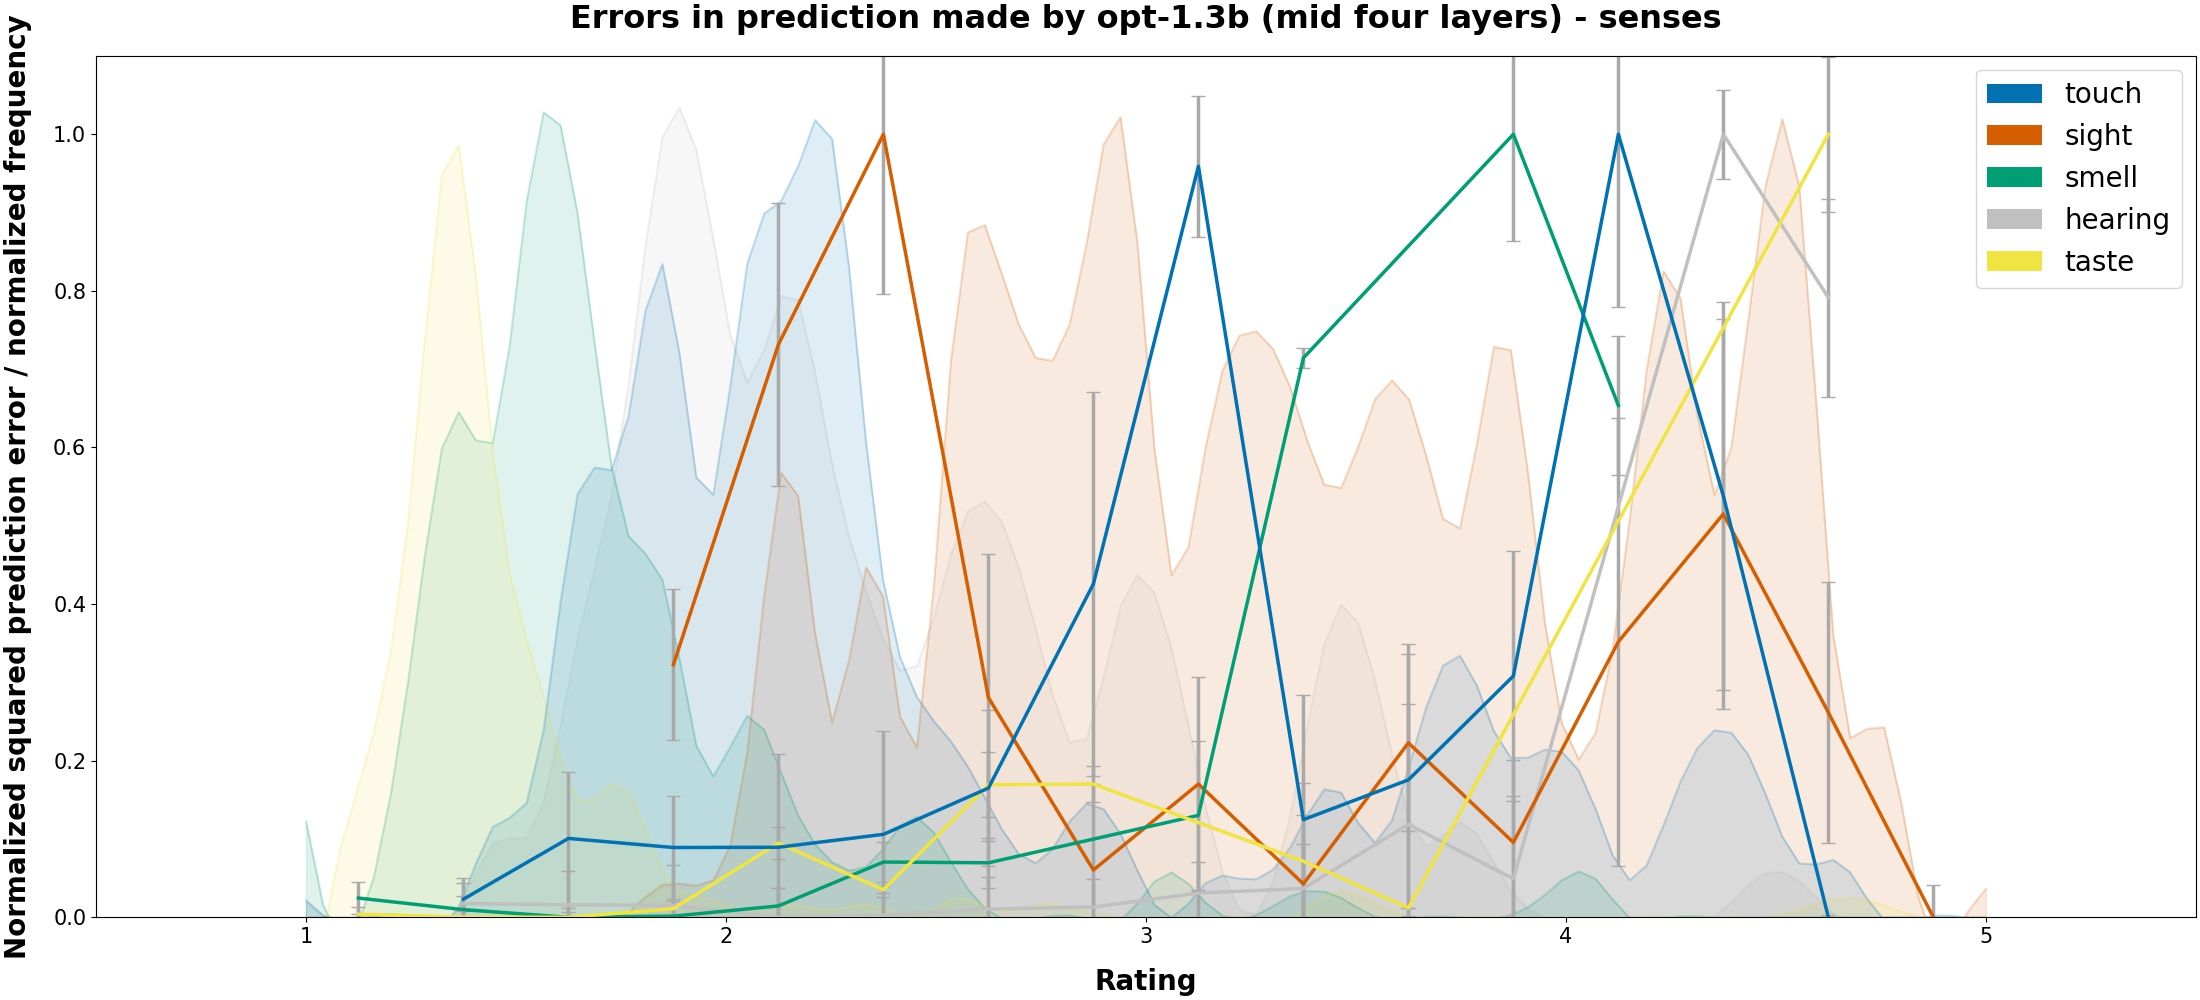 Errors in prediction made by opt-1.3b (mid four layers) - senses
Normalized squared prediction error / normalized frequency
1.0
0.8
0.6
0.4
0.2
0.0
1
2
3
4
5
Rating
touch
sight
smell
hearing
taste